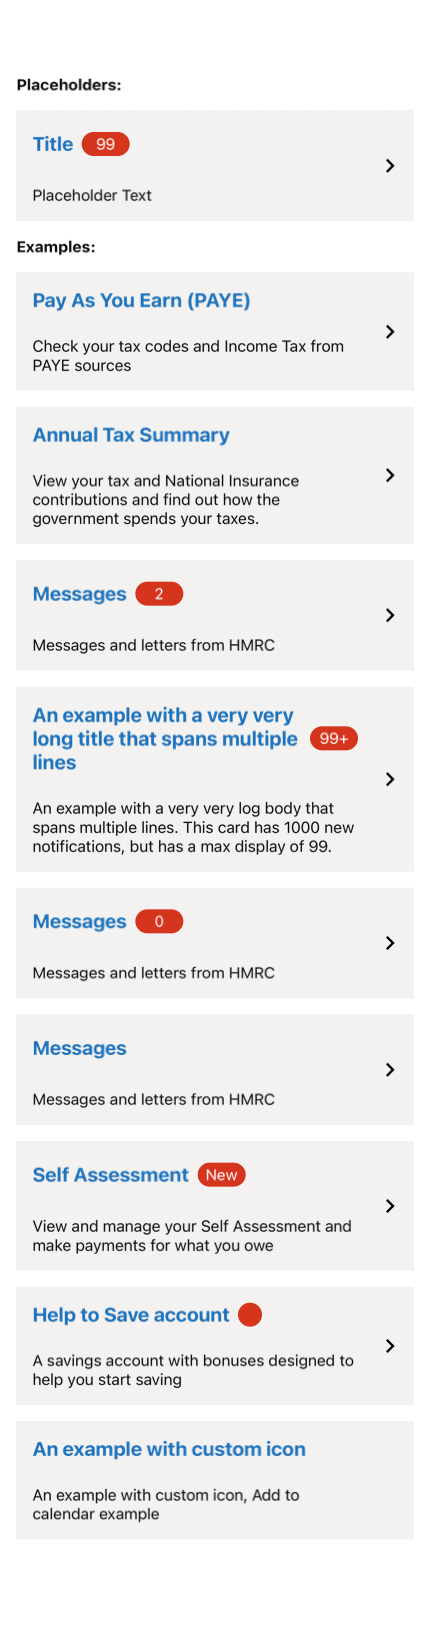 Placeholders:
Title 99
Placeholder Text
Examples:
Pay As You Earn (PAYE)
Check your tax codes and Income Tax from
PAYE sources
Annual Tax Summary
View your tax and National Insurance
contributions and find out how the
government spends your taxes.
Messages 2
Messages and letters from HMRC
An example with a very very
long title that spans multiple 99+
lines
An example with a very very log body that
spans multiple lines. This card has 1000 new
notifications, but has a max display of 99.
Messages 0
Messages and letters from HMRC
Messages
Messages and letters from HMRC
Self Assessment New
View and manage your Self Assessment and
make payments for what you owe
Help to Save account
A savings account with bonuses designed to
help you start saving
An example with custom icon
An example with custom icon, Add to
calendar example